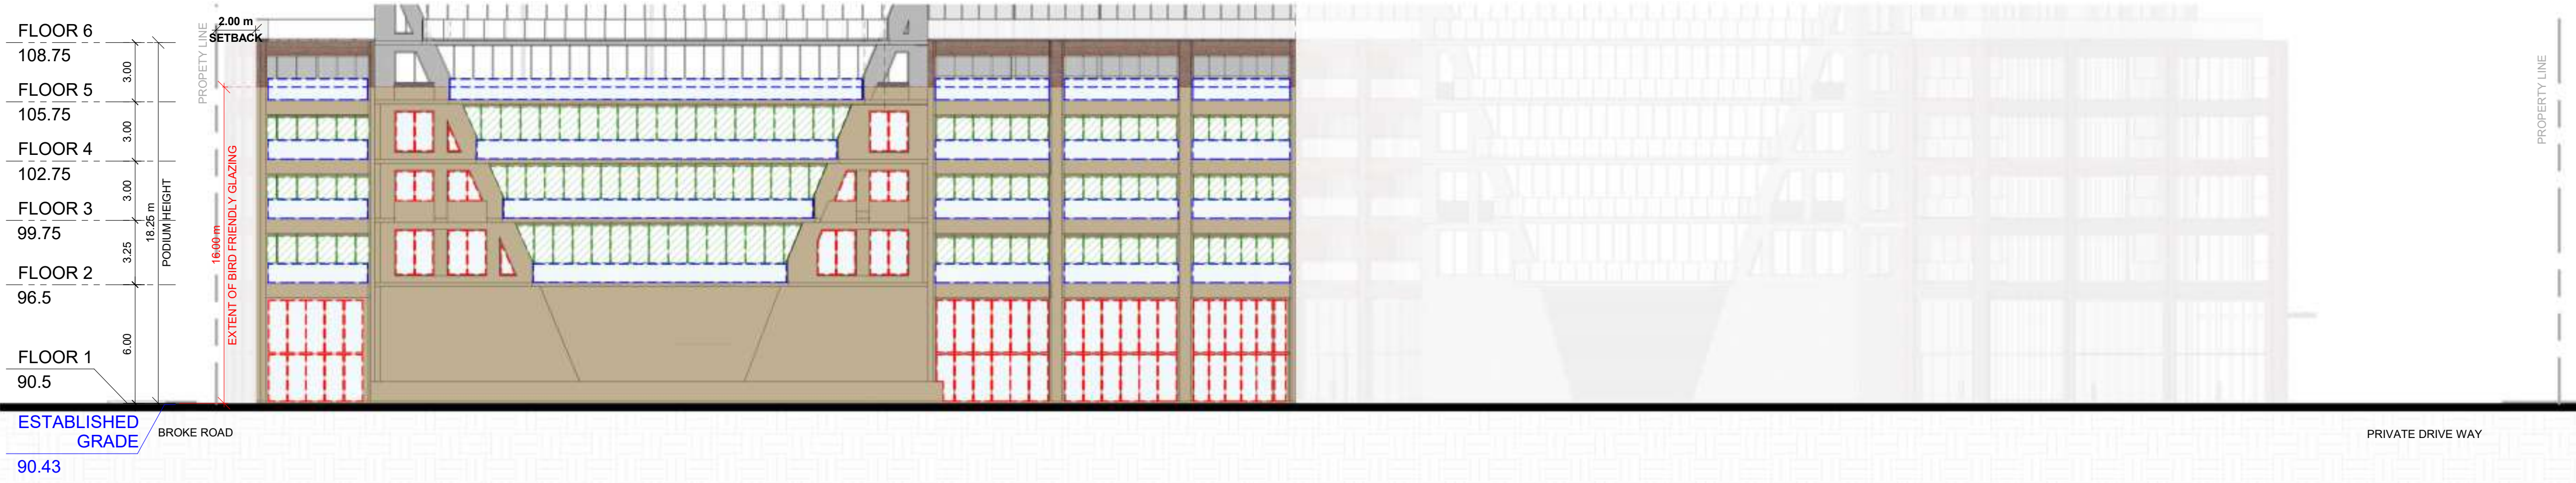 FLOOR 6
108.75
FLOOR 5
105.75
FLOOR 4
102.75
FLOOR 3
99.75
FLOOR 2
96.5
FLOOR 1
90.5
ESTABLISHED
GRADE
90.43
3.00
3.00
3.00
3.25
6.00
18.25 m
PODIUM HEIGHT
PROPETY LINE
2.00 m
SETBACK
16.00 m
EXTENT OF BIRD FRIENDLY GLAZING
BROKE ROAD
PROPERTY LINE
PRIVATE DRIVE WAY